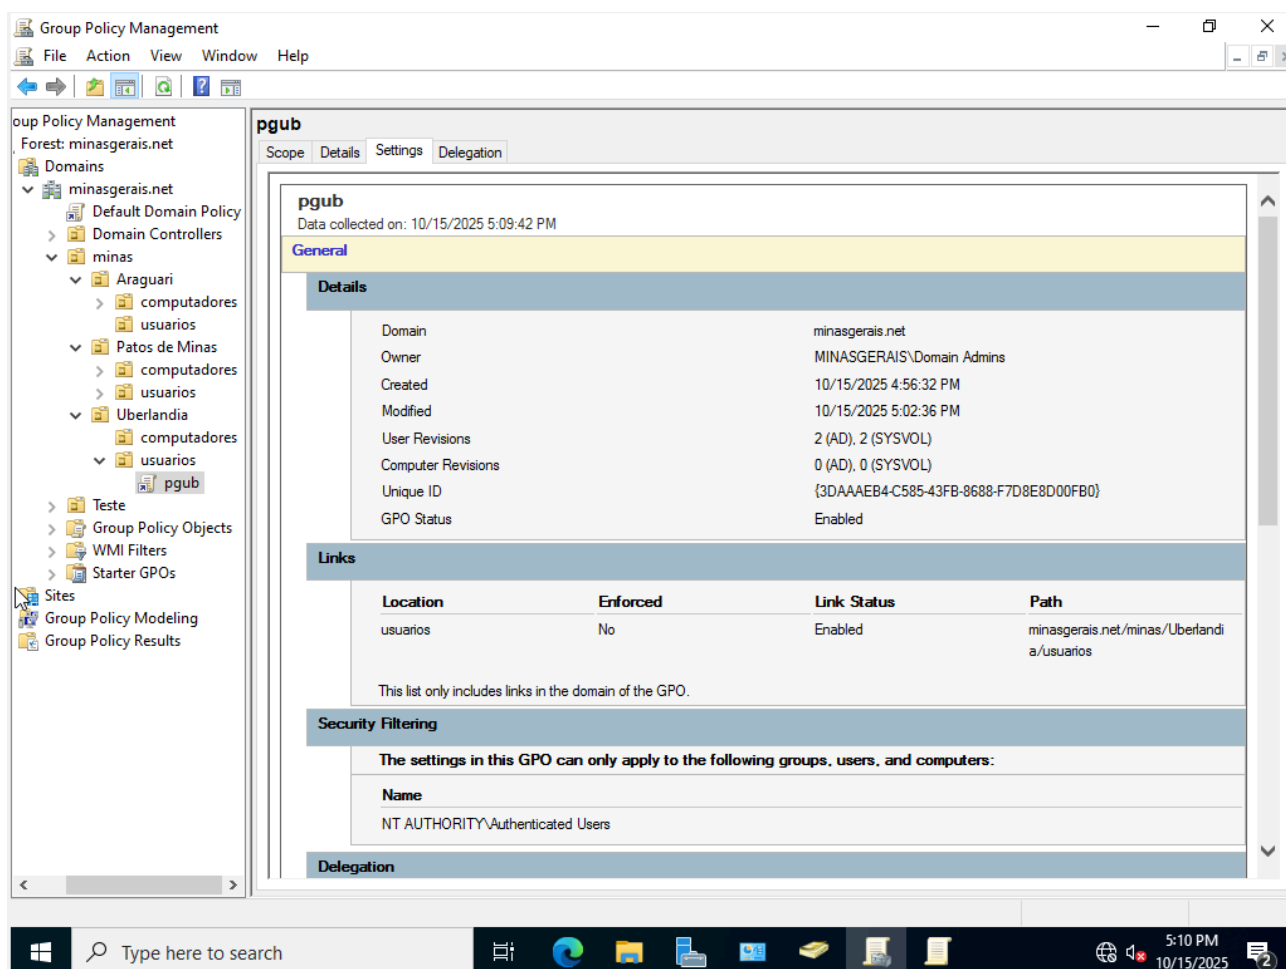 Group Policy Management
File Action View Window Help
oup Policy Management
Forest: minasgerais.net
Domains
minasgerais.net
Default Domain Policy
Domain Controllers
minas
Araguari
computadores
usuarios
Patos de Minas
computadores
usuarios
Uberlandia
computadores
usuarios
pgub
Teste
Group Policy Objects
WMI Filters
Starter GPOs
Sites
Group Policy Modeling
Group Policy Results
pgub
Scope Details Settings Delegation
pgub
Data collected on: 10/15/2025 5:09:42 PM
General
Details
Domain minasgerais.net
Owner MINASGERAIS\Domain Admins
Created 10/15/2025 4:56:32 PM
Modified 10/15/2025 5:02:36 PM
User Revisions 2 (AD), 2 (SYSVOL)
Computer Revisions 0 (AD), 0 (SYSVOL)
Unique ID {3DAAAEB4-C585-43FB-8688-F7D8E8D00FB0}
GPO Status Enabled
Links
Location Enforced Link Status Path
usuarios No Enabled minasgerais.net/minas/Uberlandi
a/usuarios
This list only includes links in the domain of the GPO.
Security Filtering
The settings in this GPO can only apply to the following groups, users, and computers:
Name
NT AUTHORITY\Authenticated Users
Delegation
Type here to search
5:10 PM
10/15/2025
2